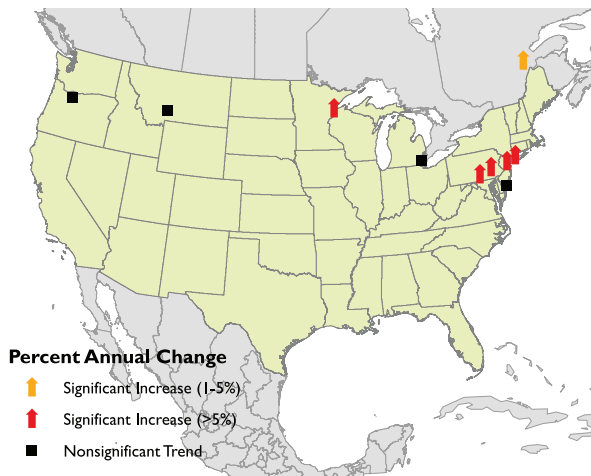 Percent Annual Change
Significant Increase (1-5%)
Significant Increase (>5%)
Nonsignificant Trend